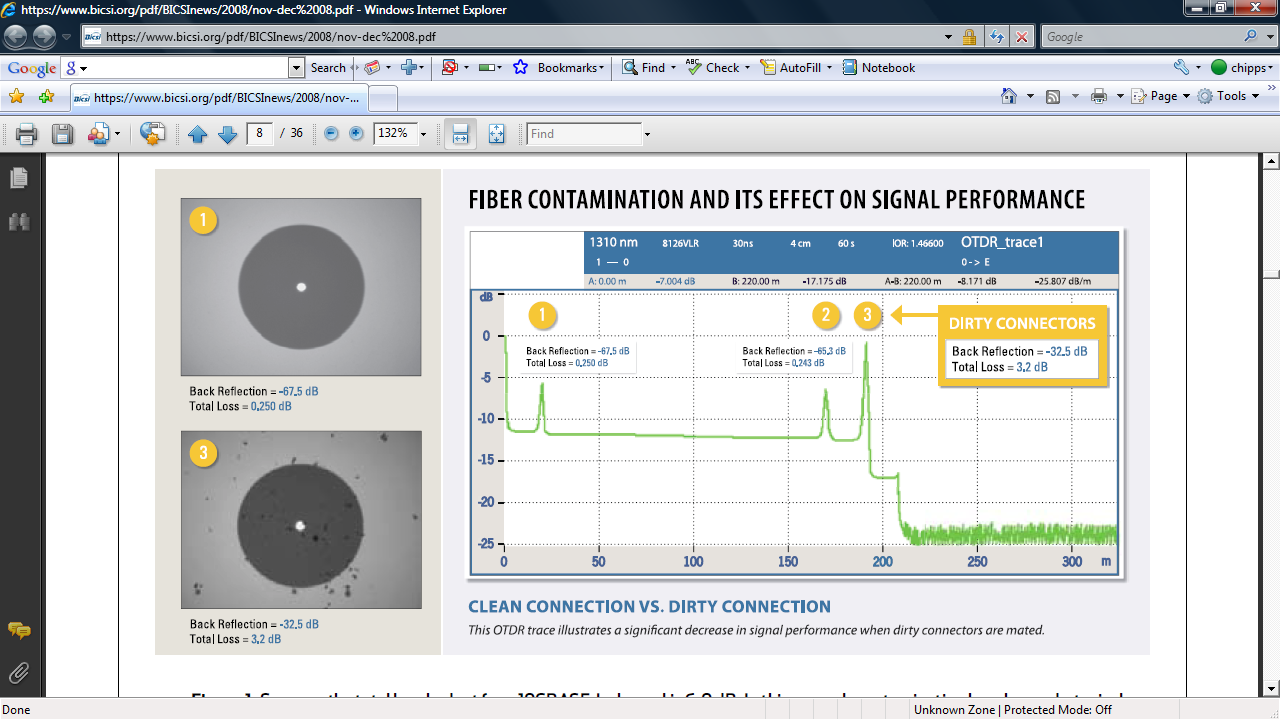 https://www.bicsi.org/pdf/BICSInews/2008/nov-dec%2008.pdf - Windows Internet Explorer
Bicsi https://www.bicsi.org/pdf/BICSInews/2008/nov-dec%2008.pdf
Google
Google g Search Bookmarks Find ABC Check AutoFill Notebook chipps
Bicsi https://www.bicsi.org/pdf/BICSInews/2008/nov-... Page Tools
8 / 36 132% Find
FIBER CONTAMINATION AND ITS EFFECT ON SIGNAL PERFORMANCE
1
Back Reflection = -67.5 dB
Total Loss = 0.250 dB
3
Back Reflection = -32.5 dB
Total Loss = 3.2 dB
1310 nm 8126VLR 30ns 4 cm 60 s IOR: 1.46600 OTDR_trace1
1 — 0 0 -> E
A: 0.00 m -7.004 dB B: 220.00 m -17.175 dB A-B: 220.00 m -8.171 dB -25.807 dB/m
dB
0
-5
-10
-15
-20
-25
0 50 100 150 200 250 300 m
1 2 3
Back Reflection = -67.5 dB
Total Loss = 0.250 dB
Back Reflection = -65.3 dB
Total Loss = 0.243 dB
DIRTY CONNECTORS
Back Reflection = -32.5 dB
Total Loss = 3.2 dB
CLEAN CONNECTION VS. DIRTY CONNECTION
This OTDR trace illustrates a significant decrease in signal performance when dirty connectors are mated.
Done Unknown Zone | Protected Mode: Off